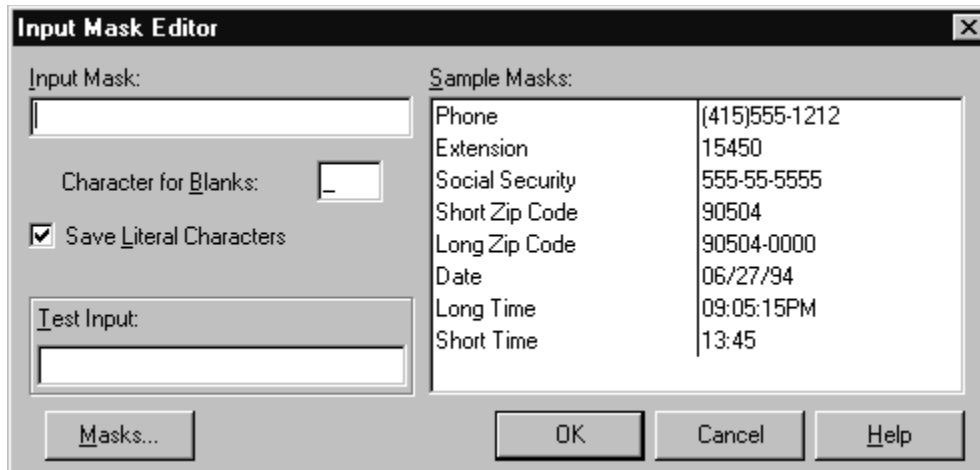 Input Mask Editor
Input Mask:
Character for Blanks: _
Save Literal Characters
Test Input:
Masks...
Sample Masks:
Phone (415)555-1212
Extension 15450
Social Security 555-55-5555
Short Zip Code 90504
Long Zip Code 90504-0000
Date 06/27/94
Long Time 09:05:15PM
Short Time 13:45
OK Cancel Help